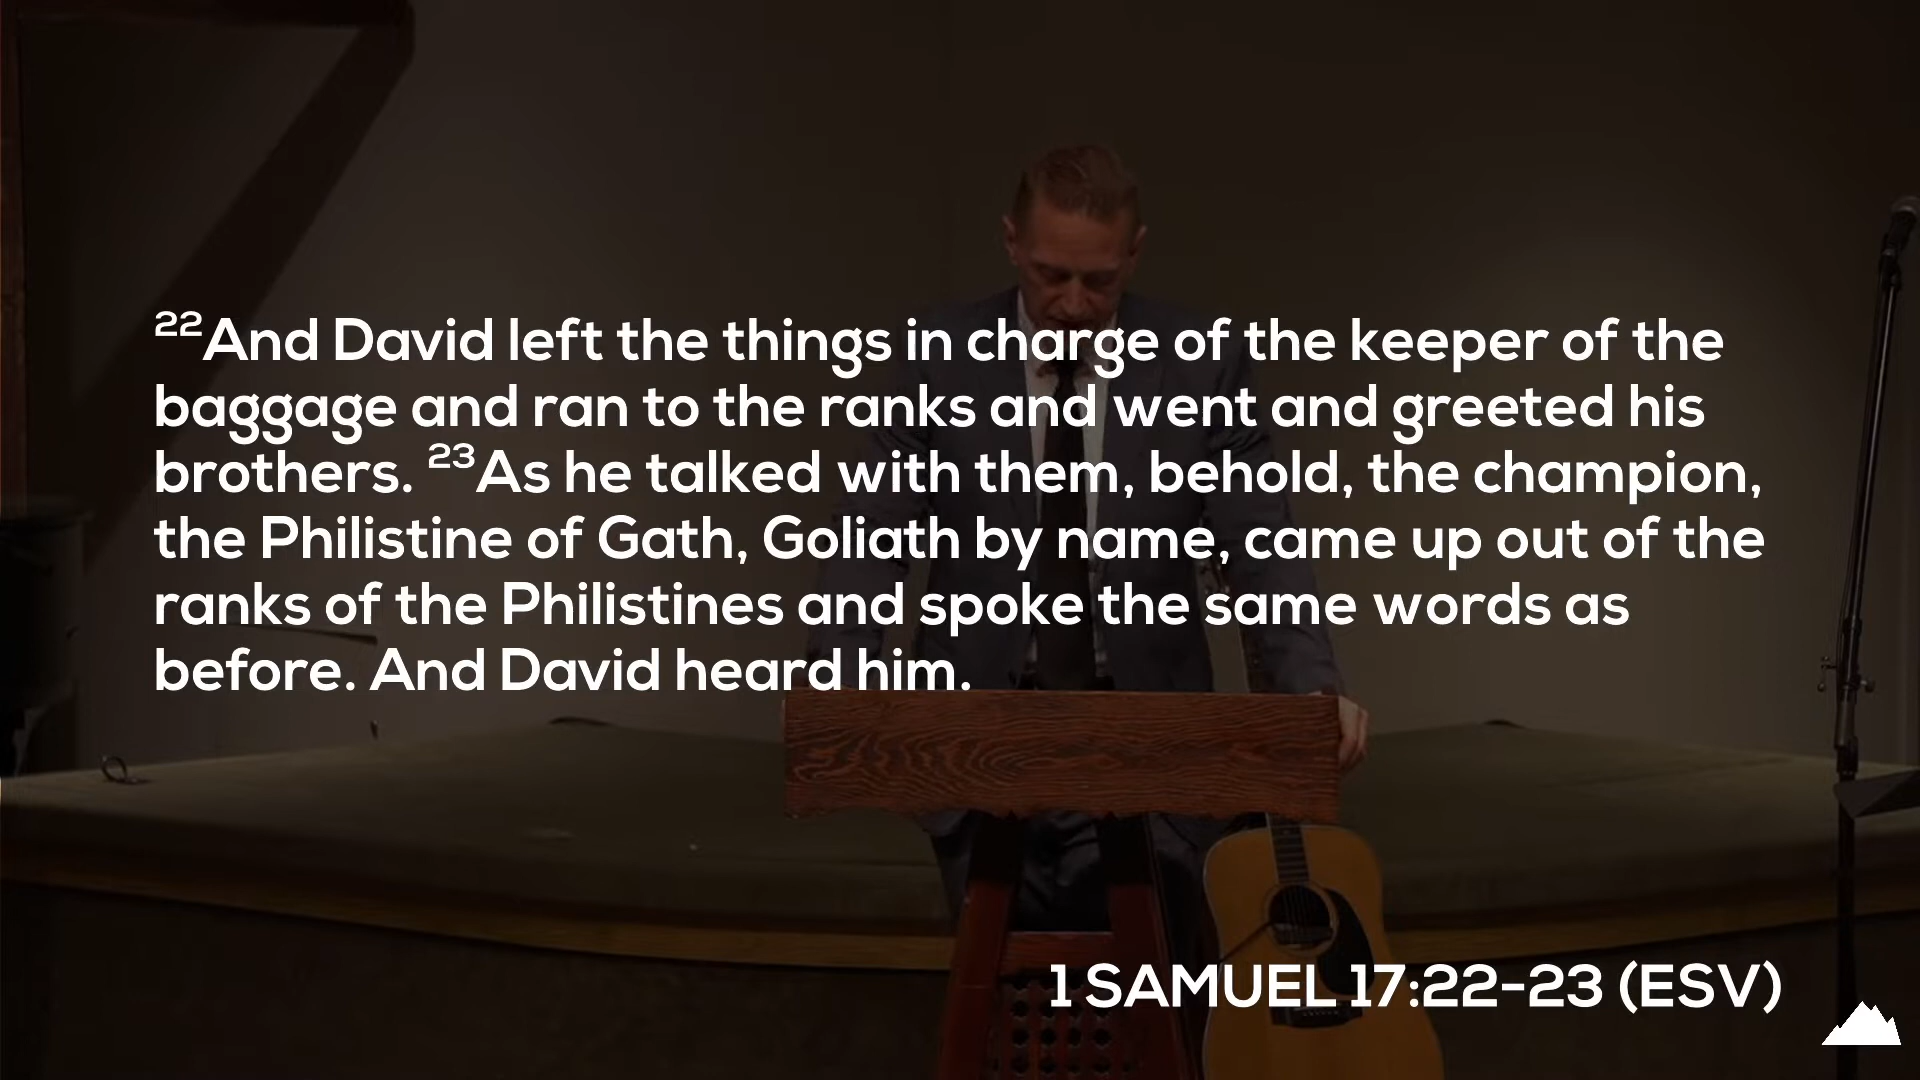 ²²And David left the things in charge of the keeper of the
baggage and ran to the ranks and went and greeted his
brothers. ²³As he talked with them, behold, the champion,
the Philistine of Gath, Goliath by name, came up out of the
ranks of the Philistines and spoke the same words as
before. And David heard him.
1 SAMUEL 17:22-23 (ESV)